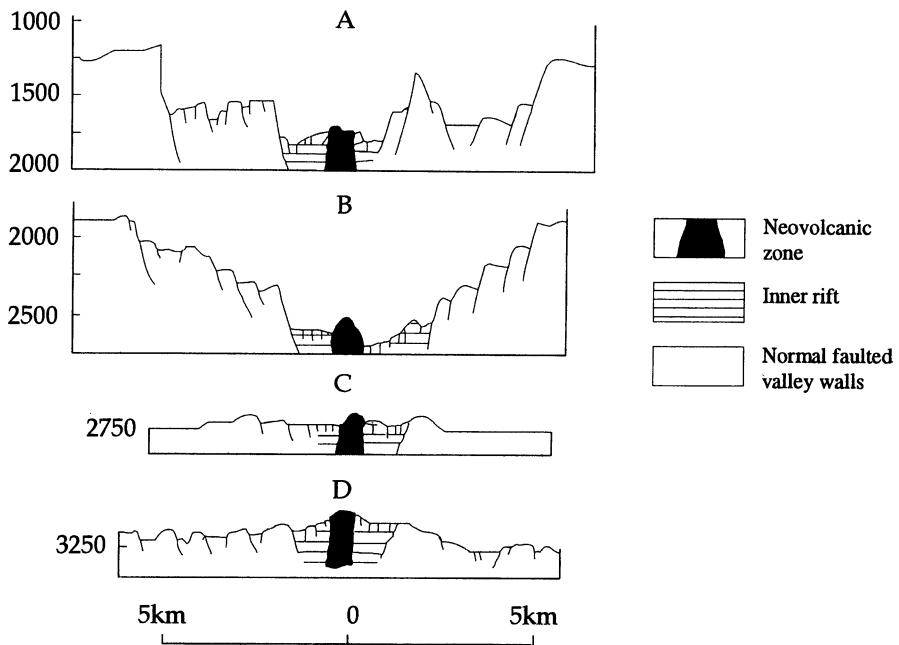 A
1000
1500
2000
B
2000
2500
C
2750
D
3250
5km 0 5km
Neovolcanic
zone
Inner rift
Normal faulted
valley walls